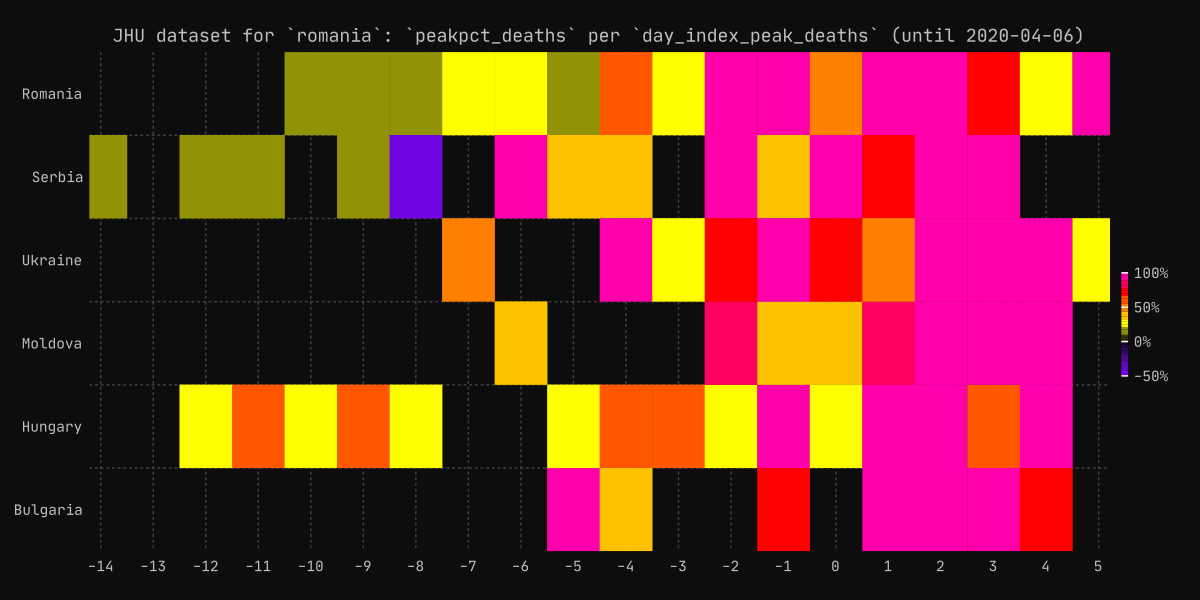 JHU dataset for `romania`: `peakpct_deaths` per `day_index_peak_deaths` (until 2020-04-06)
Romania
Serbia
Ukraine
Moldova
Hungary
Bulgaria
100%
50%
0%
-50%
-14 -13 -12 -11 -10 -9 -8 -7 -6 -5 -4 -3 -2 -1 0 1 2 3 4 5